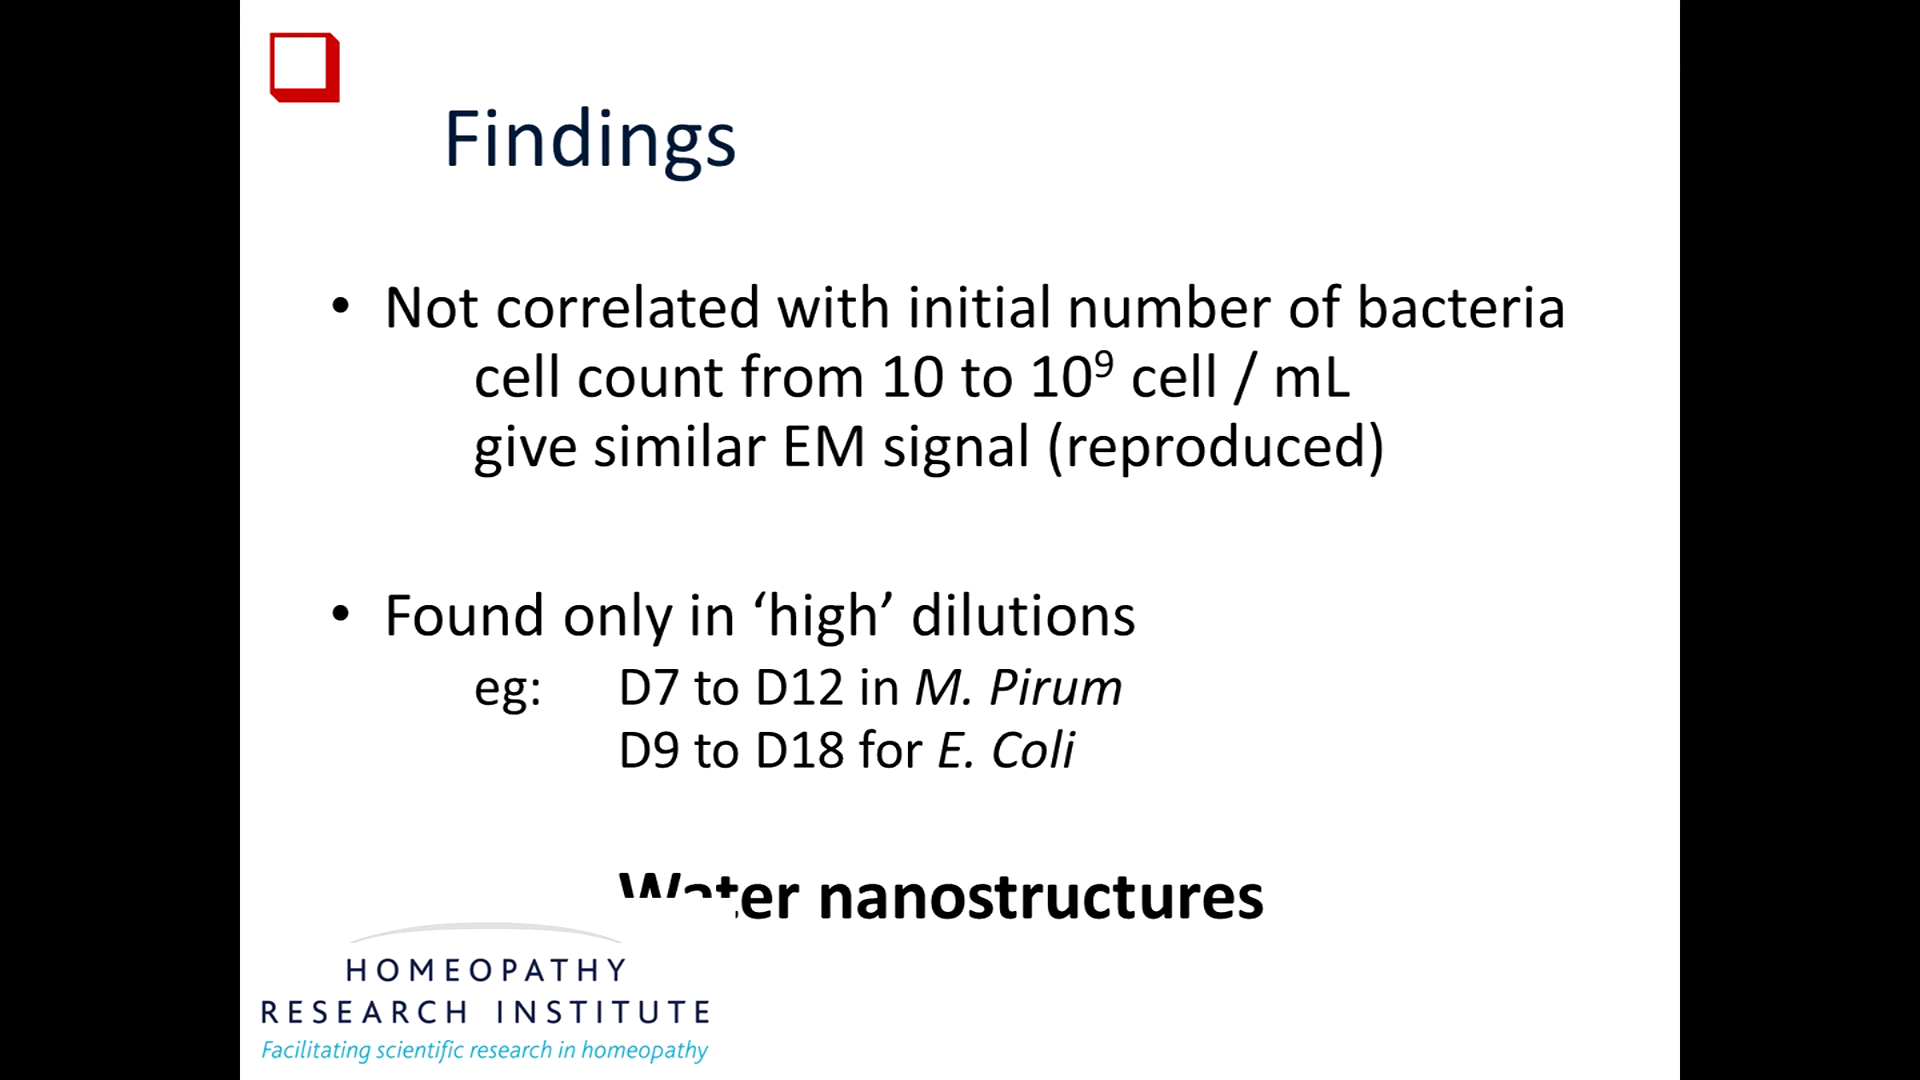 Findings
• Not correlated with initial number of bacteria
cell count from 10 to 10⁹ cell / mL
give similar EM signal (reproduced)
• Found only in ‘high’ dilutions
eg: D7 to D12 in M. Pirum
D9 to D18 for E. Coli
Water nanostructures
HOMEOPATHY
RESEARCH INSTITUTE
Facilitating scientific research in homeopathy